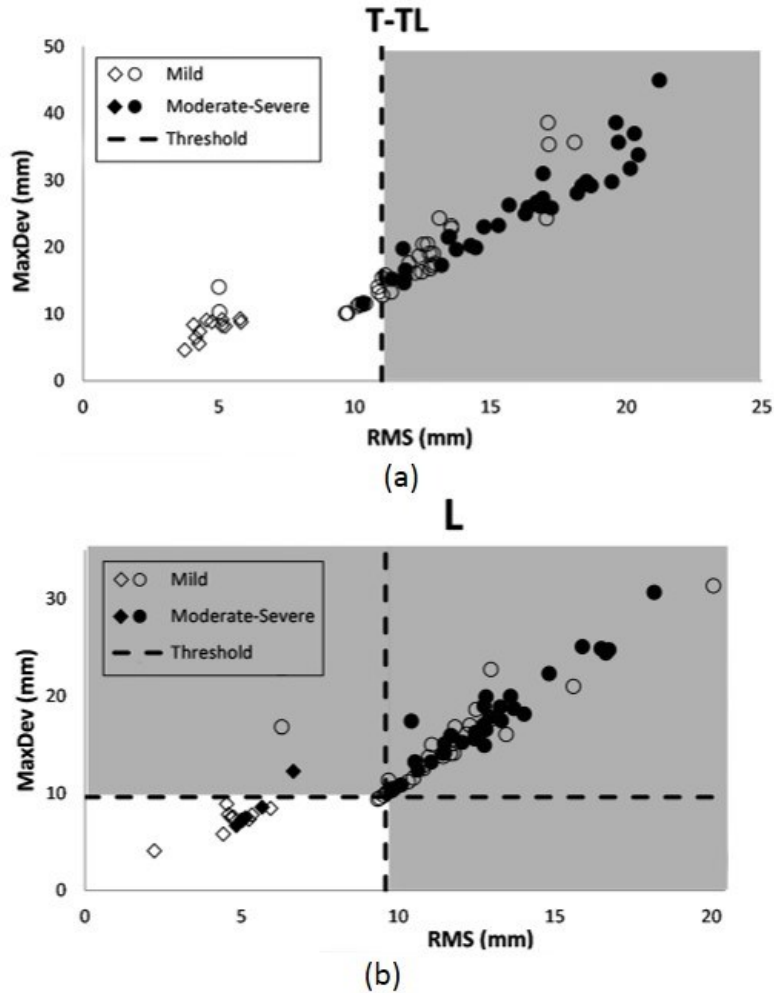 T-TL
50
40
30
20
10
0
MaxDev (mm)
Mild
Moderate-Severe
Threshold
0 5 10 15 20 25
RMS (mm)
(a)
L
30
20
10
0
MaxDev (mm)
Mild
Moderate-Severe
Threshold
0 5 10 15 20
RMS (mm)
(b)